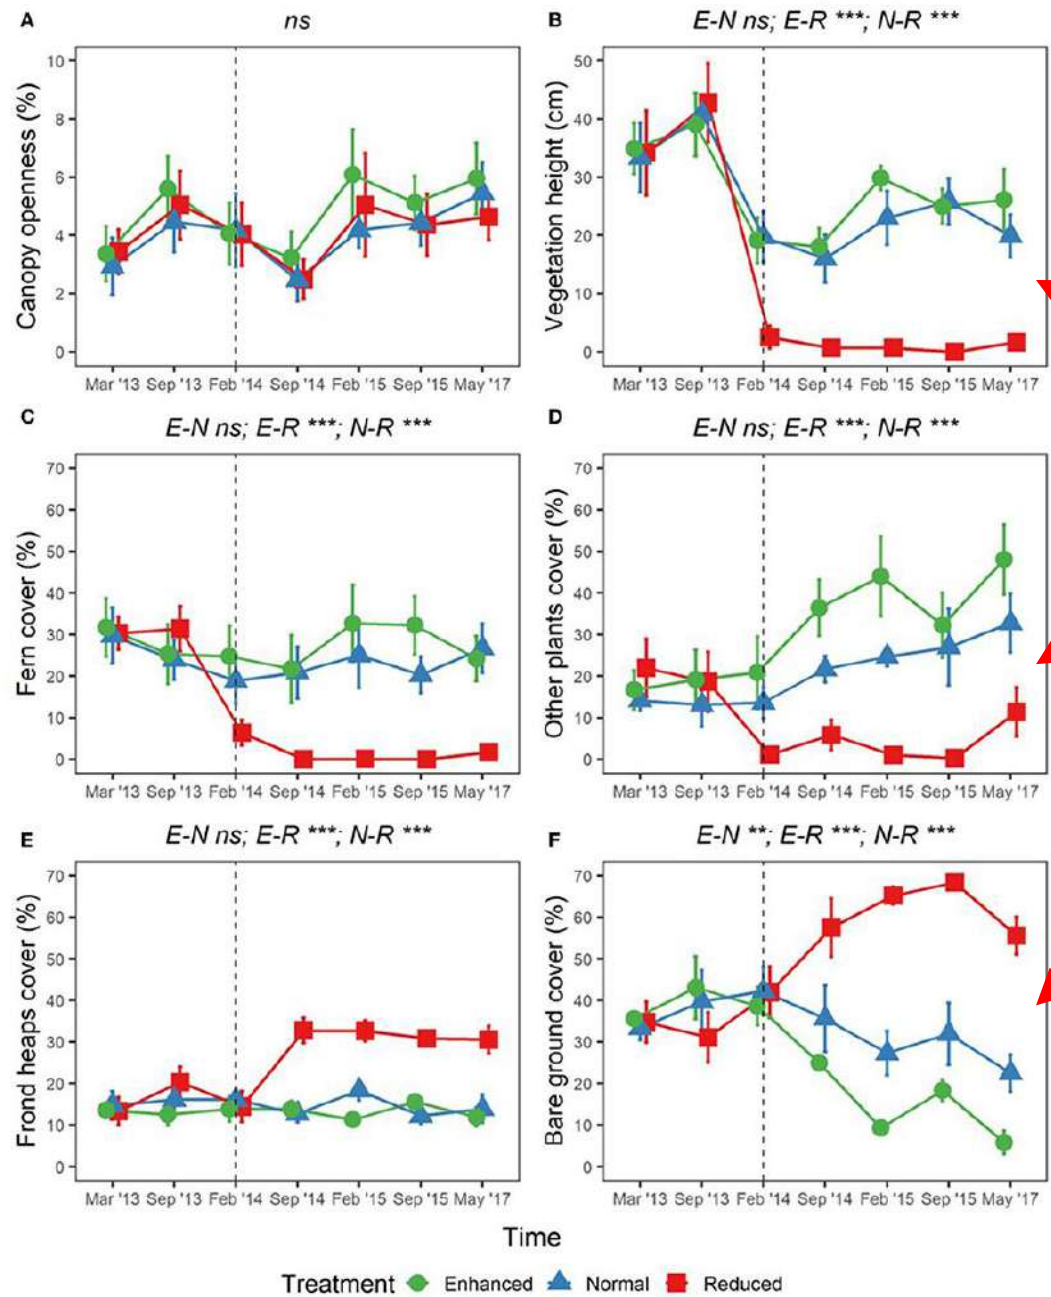 A ns
B E-N ns; E-R ***; N-R ***
Canopy openness (%)
10
8
6
4
2
0
Mar '13 Sep '13 Feb '14 Sep '14 Feb '15 Sep '15 May '17
Vegetation height (cm)
50
40
30
20
10
0
Mar '13 Sep '13 Feb '14 Sep '14 Feb '15 Sep '15 May '17
C E-N ns; E-R ***; N-R ***
D E-N ns; E-R ***; N-R ***
Fern cover (%)
70
60
50
40
30
20
10
0
Mar '13 Sep '13 Feb '14 Sep '14 Feb '15 Sep '15 May '17
Other plants cover (%)
70
60
50
40
30
20
10
0
Mar '13 Sep '13 Feb '14 Sep '14 Feb '15 Sep '15 May '17
E E-N ns; E-R ***; N-R ***
F E-N **; E-R ***; N-R ***
Frond heaps cover (%)
70
60
50
40
30
20
10
0
Mar '13 Sep '13 Feb '14 Sep '14 Feb '15 Sep '15 May '17
Bare ground cover (%)
70
60
50
40
30
20
10
0
Mar '13 Sep '13 Feb '14 Sep '14 Feb '15 Sep '15 May '17
Time
Treatment Enhanced Normal Reduced